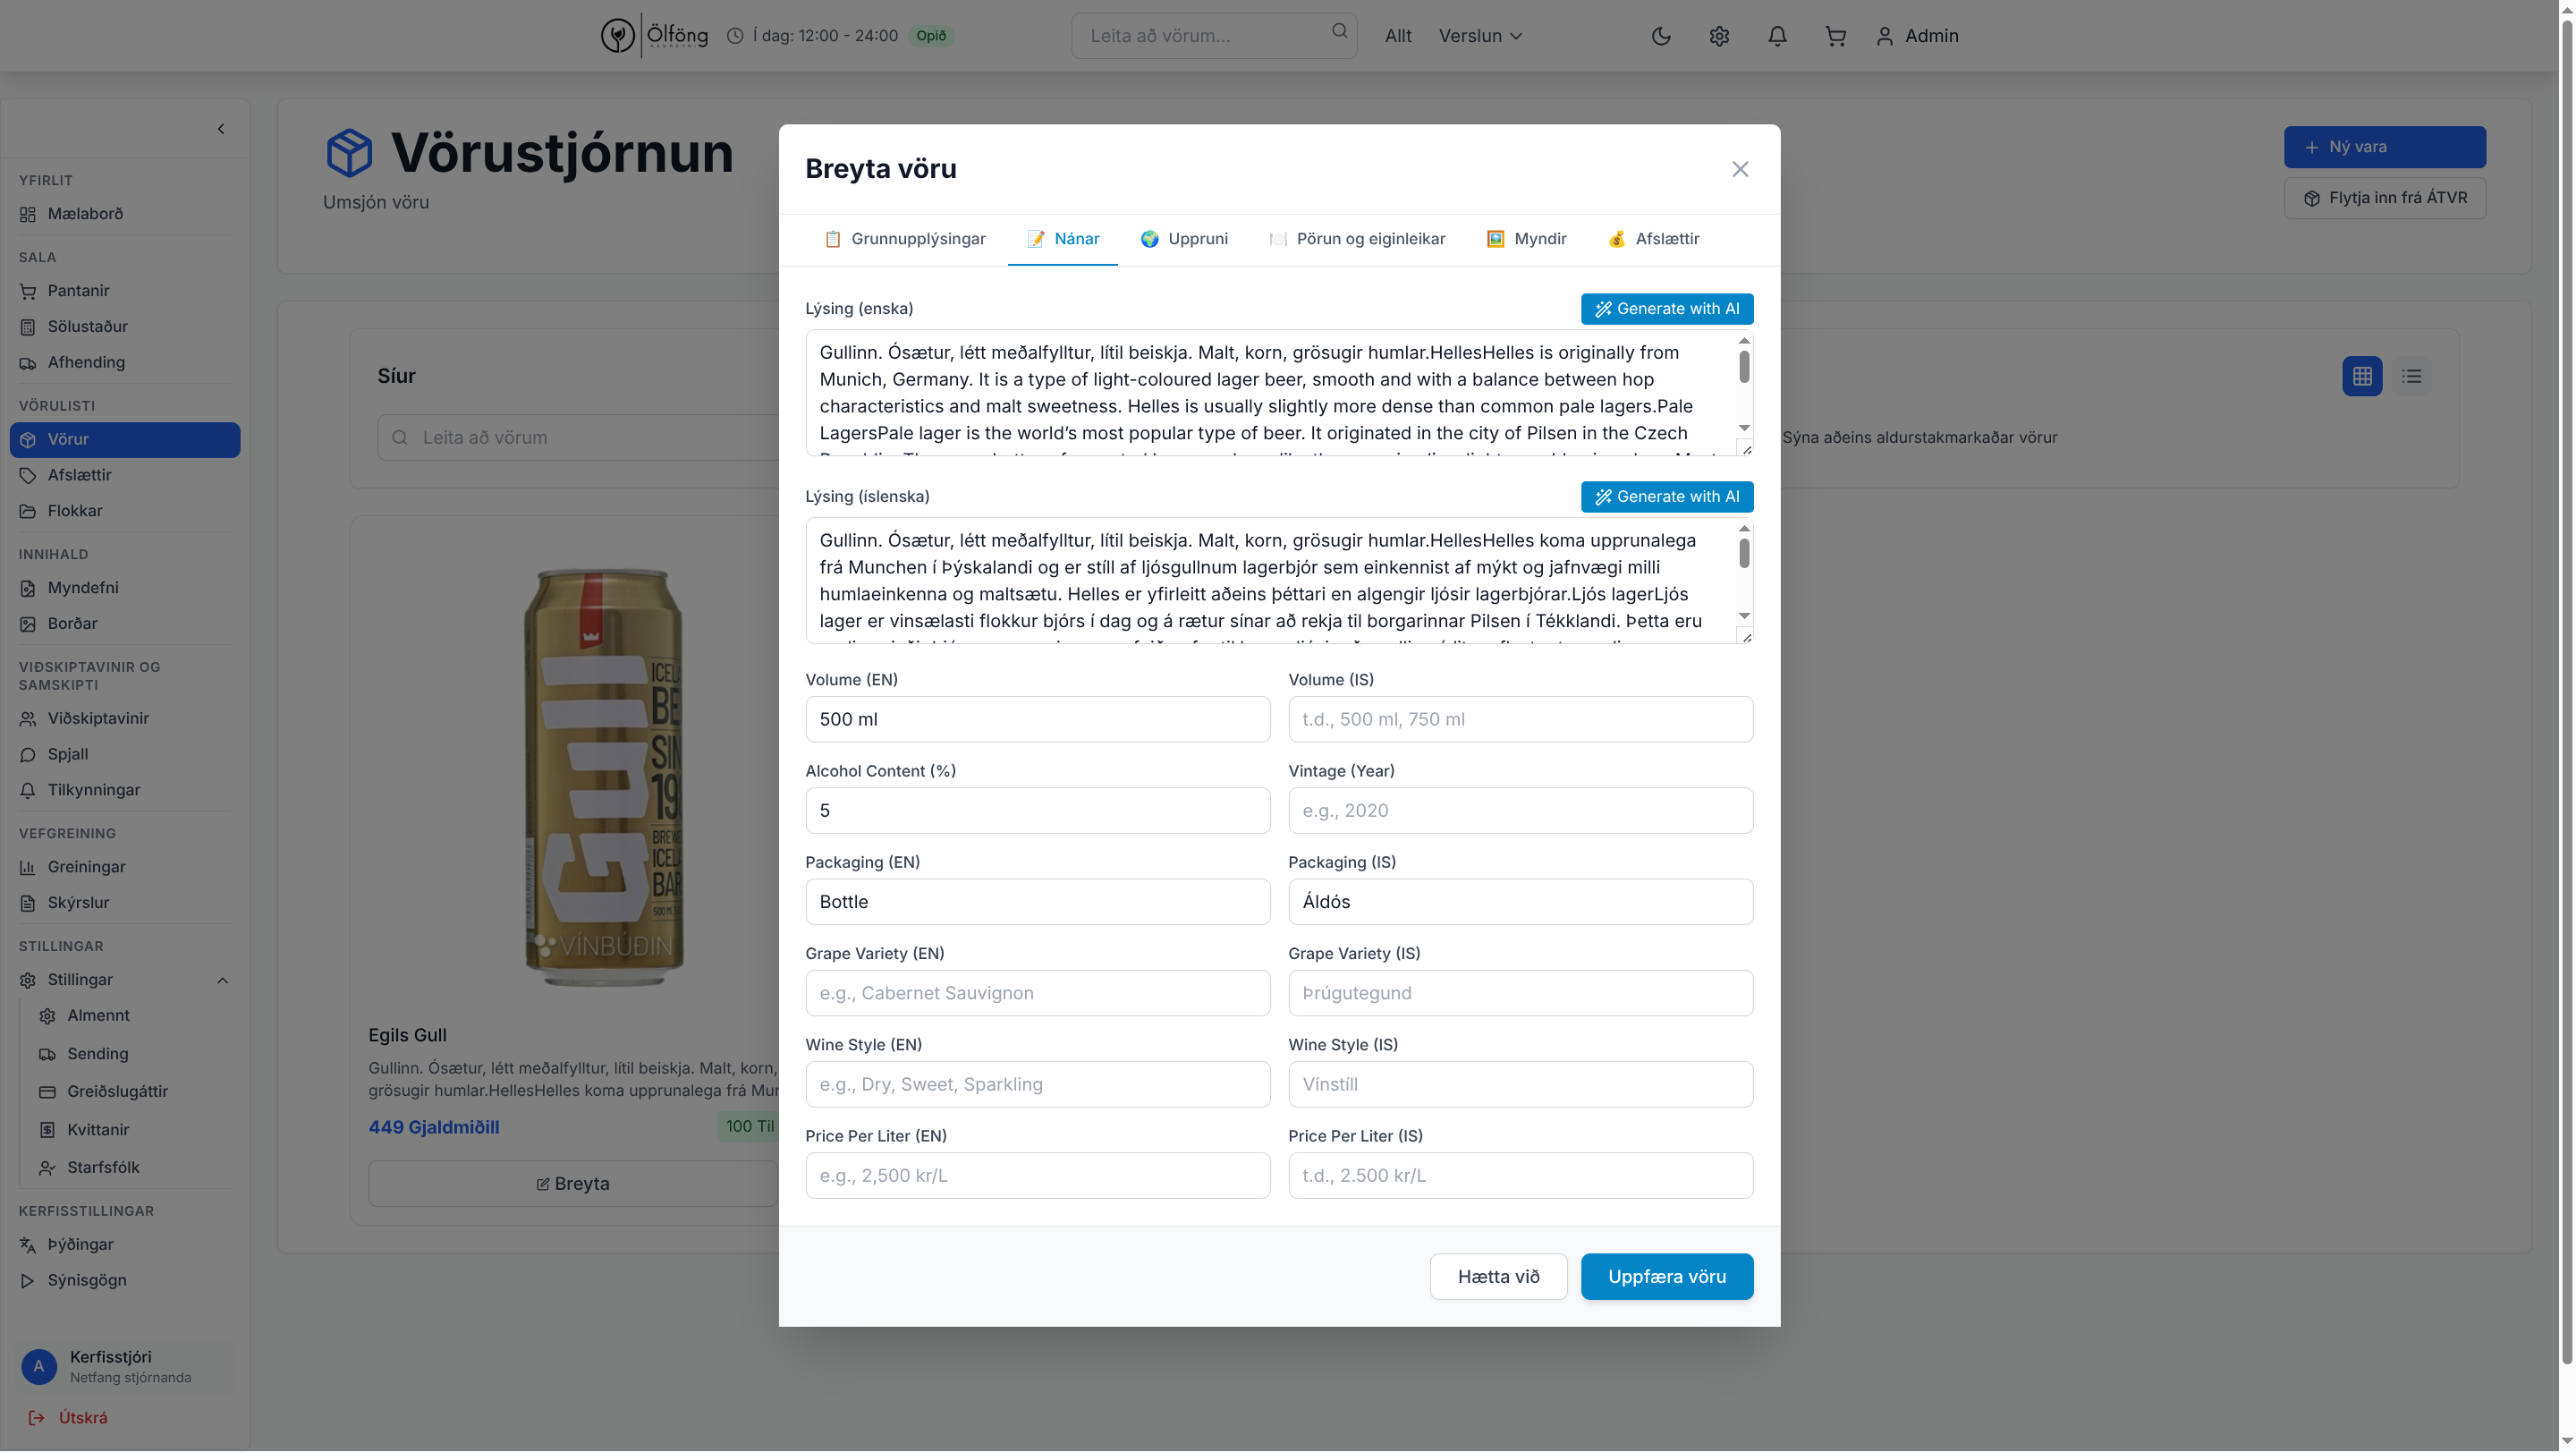 Ölföng
Í dag: 12:00 - 24:00
Opið
Leita að vörum...
Allt
Verslun
Admin
Vörustjórnun
Umsjón vöru
Ný vara
Flytja inn frá ÁTVR
YFIRLIT
Mælaborð
SALA
Pantanir
Sölustaður
Afhending
VÖRULISTI
Vörur
Afslættir
Flokkar
INNIHALD
Myndefni
Borðar
VIÐSKIPTAVINIR OG
SAMSKIPTI
Viðskiptavinir
Spjall
Tilkynningar
VEFGREINING
Greiningar
Skýrslur
STILLINGAR
Stillingar
Almennt
Sending
Greiðslugáttir
Kvittanir
Starfsfólk
KERFISSTILLINGAR
Þýðingar
Sýnisgögn
A
Kerfisstjóri
Netfang stjórnanda
Útskrá
Síur
Leita að vörum
Sýna aðeins aldurstakmarkaðar vörur
GULL
VÍNBÚÐIN
Egils Gull
Gullinn. Ósætur, létt meðalfylltur, lítil beiskja. Malt, korn,
grösugir humlar.HellesHelles koma upprunalega frá Mun
449 Gjaldmiðill
100 Til
Breyta
Breyta vöru
Grunnupplýsingar
Nánar
Uppruni
Pörun og eiginleikar
Myndir
Afslættir
Lýsing (enska)
Generate with AI
Gullinn. Ósætur, létt meðalfylltur, lítil beiskja. Malt, korn, grösugir humlar.HellesHelles is originally from
Munich, Germany. It is a type of light-coloured lager beer, smooth and with a balance between hop
characteristics and malt sweetness. Helles is usually slightly more dense than common pale lagers.Pale
LagersPale lager is the world’s most popular type of beer. It originated in the city of Pilsen in the Czech
Lýsing (íslenska)
Generate with AI
Gullinn. Ósætur, létt meðalfylltur, lítil beiskja. Malt, korn, grösugir humlar.HellesHelles koma upprunalega
frá Munchen í Þýskalandi og er stíll af ljósgullnum lagerbjór sem einkennist af mýkt og jafnvægi milli
humlaeinkenna og maltsætu. Helles er yfirleitt aðeins þéttari en algengir ljósir lagerbjórar.Ljós lagerLjós
lager er vinsælasti flokkur bjórs í dag og á rætur sínar að rekja til borgarinnar Pilsen í Tékklandi. Þetta eru
Volume (EN)
500 ml
Volume (IS)
t.d., 500 ml, 750 ml
Alcohol Content (%)
5
Vintage (Year)
e.g., 2020
Packaging (EN)
Bottle
Packaging (IS)
Áldós
Grape Variety (EN)
e.g., Cabernet Sauvignon
Grape Variety (IS)
Þrúgutegund
Wine Style (EN)
e.g., Dry, Sweet, Sparkling
Wine Style (IS)
Vínstíll
Price Per Liter (EN)
e.g., 2,500 kr/L
Price Per Liter (IS)
t.d., 2.500 kr/L
Hætta við
Uppfæra vöru